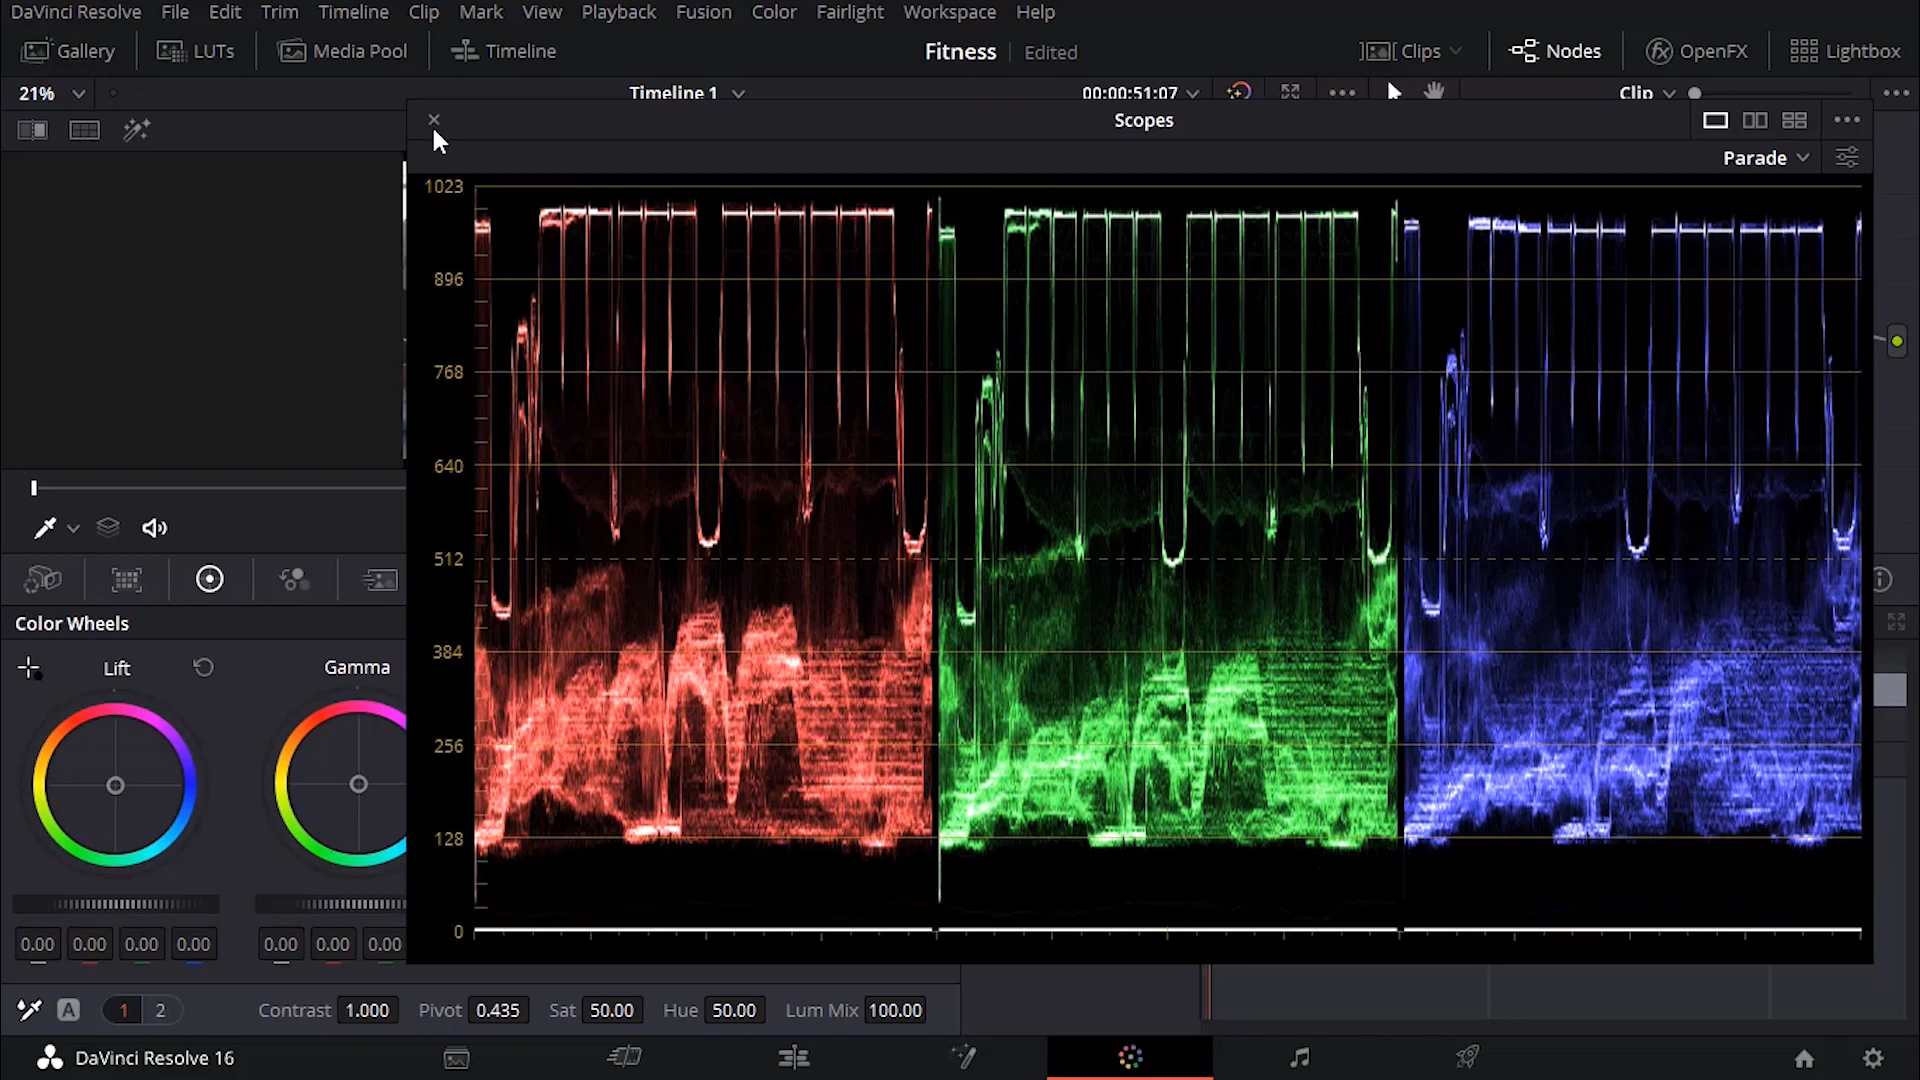 DaVinci Resolve File Edit Trim Timeline Clip Mark View Playback Fusion Color Fairlight Workspace Help
Gallery LUTs Media Pool Timeline Fitness Edited Clips Nodes OpenFX Lightbox
21% Timeline 1 00:00:51:07 Clip
Scopes
Parade
1023
896
768
640
512
384
256
128
0
Color Wheels
Lift Gamma
0.00 0.00 0.00 0.00 0.00 0.00 0.00
A 1 2 Contrast 1.000 Pivot 0.435 Sat 50.00 Hue 50.00 Lum Mix 100.00
DaVinci Resolve 16